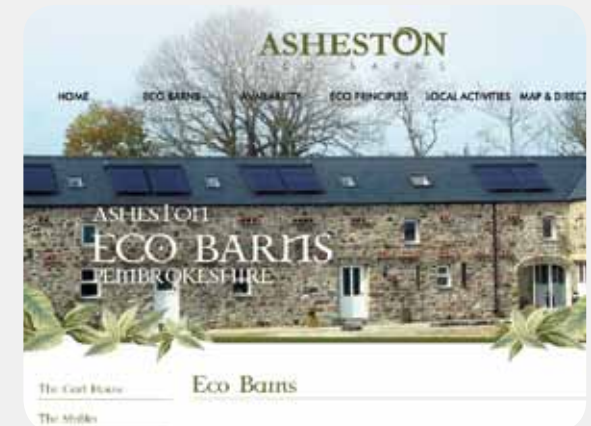 ASHESTON
ECO BARNS
HOME ECO BARNS AVAILABILITY ECO PRINCIPLES LOCAL ACTIVITIES MAP & DIRECT
ASHESTON
ECO BARNS
PEMBROKESHIRE
Eco Barns
The Cart House
The Stables